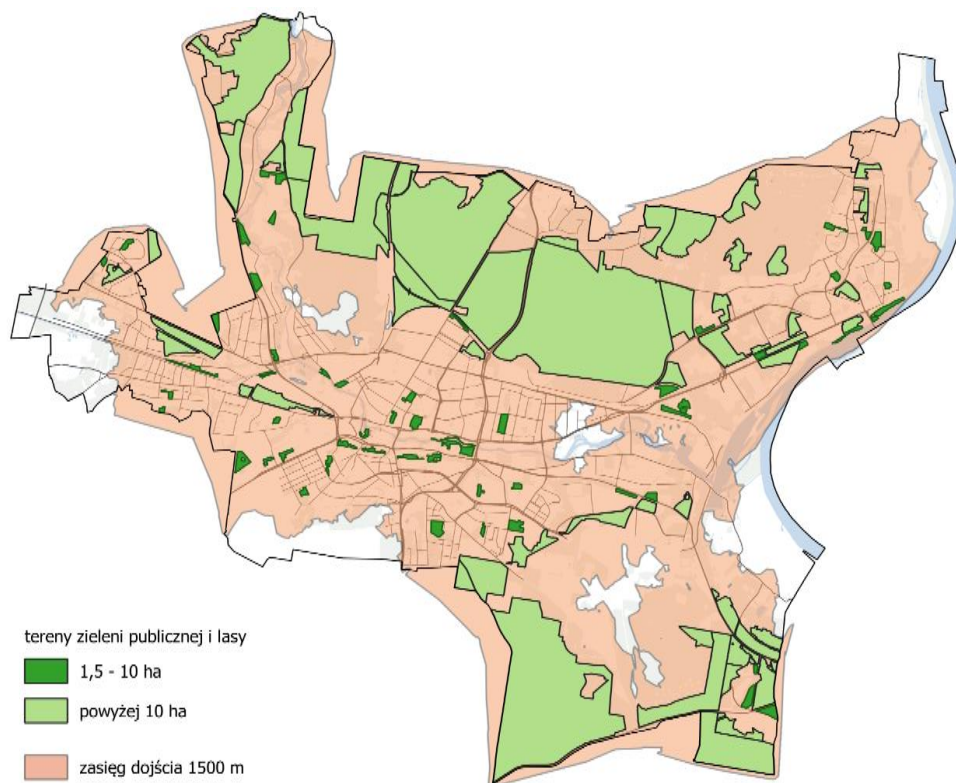 tereny zieleni publicznej i lasy
1,5 - 10 ha
powyżej 10 ha
zasięg dojścia 1500 m